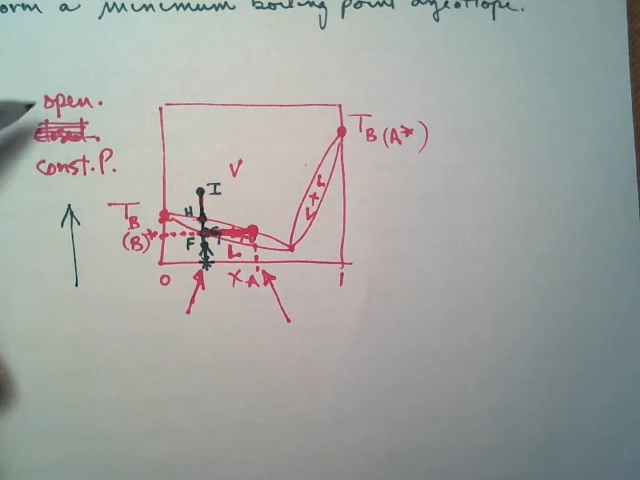 orm a minimum boiling point azeotrope.
open.
closed.
const. P.
T_B (A*)
V
I
H
T_B
(B)*
G
F
L
L + V
0
X_A
1